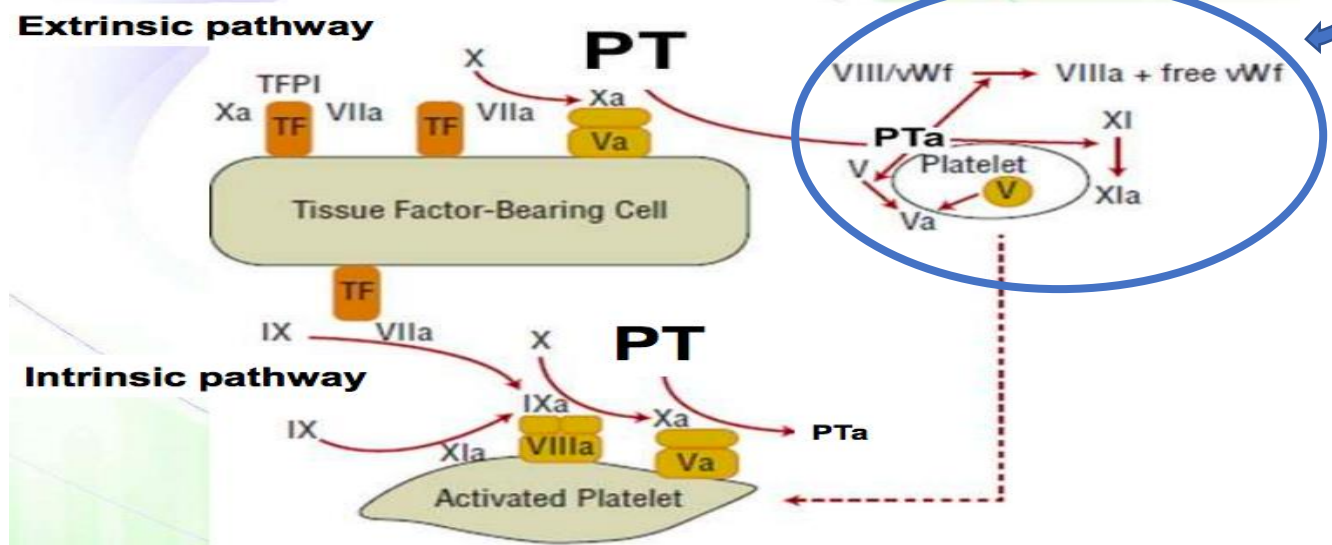 Extrinsic pathway
PT
X
VIII/vWf
VIIIa + free vWf
TFPI
Xa
TF
VIIa
TF
VIIa
Xa
Va
PTa
XI
V
Platelet
V
XIa
Va
Tissue Factor-Bearing Cell
TF
IX
VIIa
X
PT
Intrinsic pathway
IXa
Xa
PTa
IX
XIa
VIIIa
Va
Activated Platelet